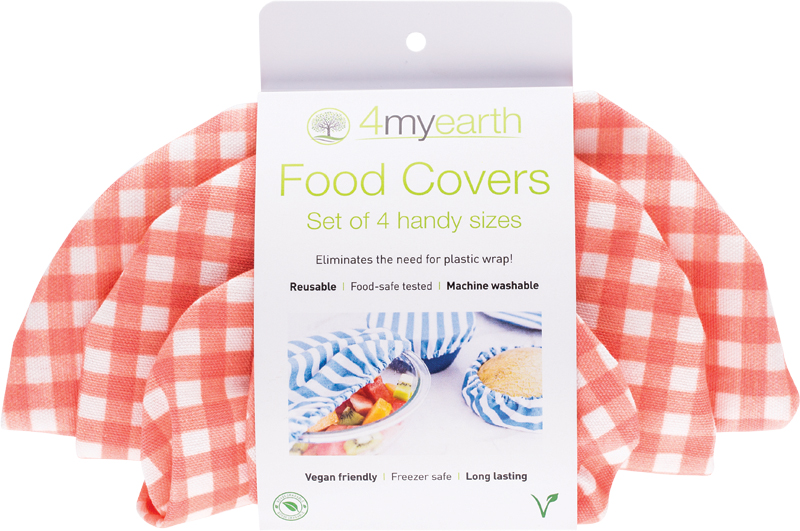 4myearth
Food Covers
Set of 4 handy sizes
Eliminates the need for plastic wrap!
Reusable | Food-safe tested | Machine washable
Vegan friendly | Freezer safe | Long lasting